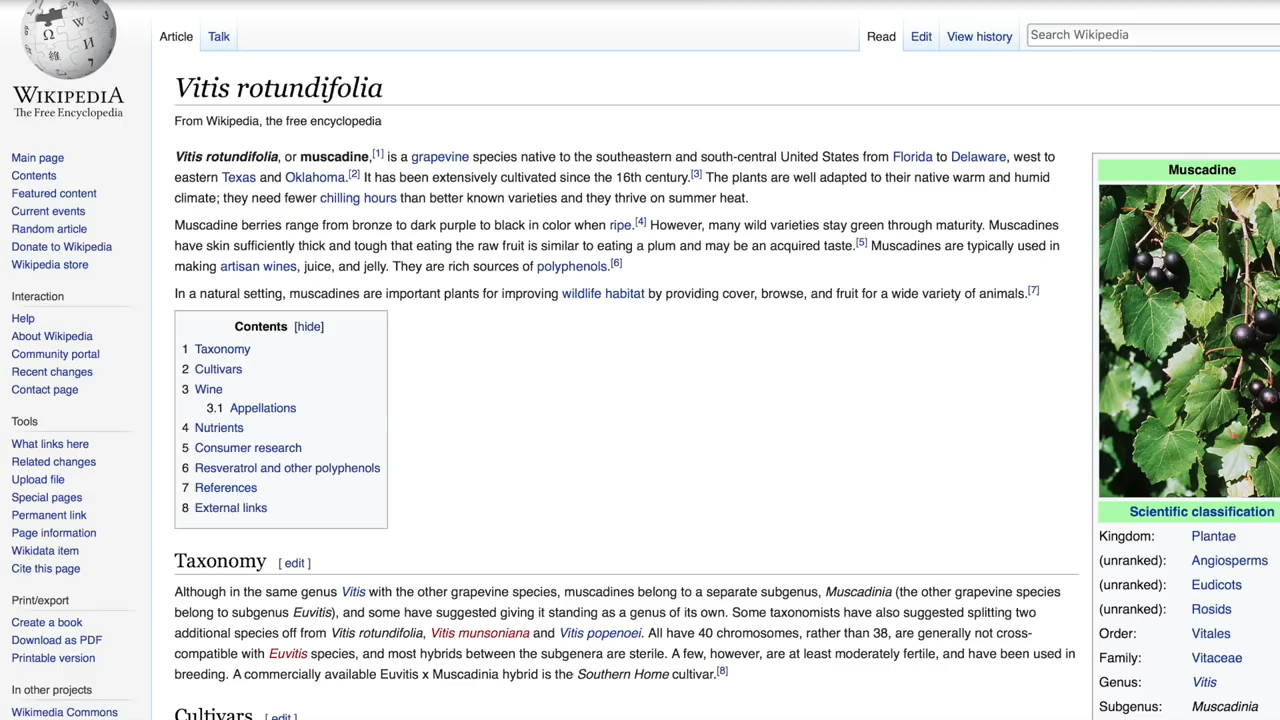 WIKIPEDIA
The Free Encyclopedia
Main page
Contents
Featured content
Current events
Random article
Donate to Wikipedia
Wikipedia store
Interaction
Help
About Wikipedia
Community portal
Recent changes
Contact page
Tools
What links here
Related changes
Upload file
Special pages
Permanent link
Page information
Wikidata item
Cite this page
Print/export
Create a book
Download as PDF
Printable version
In other projects
Wikimedia Commons
Article Talk
Read Edit View history
Search Wikipedia
Vitis rotundifolia
From Wikipedia, the free encyclopedia
Vitis rotundifolia, or muscadine,[1] is a grapevine species native to the southeastern and south-central United States from Florida to Delaware, west to
eastern Texas and Oklahoma.[2] It has been extensively cultivated since the 16th century.[3] The plants are well adapted to their native warm and humid
climate; they need fewer chilling hours than better known varieties and they thrive on summer heat.
Muscadine berries range from bronze to dark purple to black in color when ripe.[4] However, many wild varieties stay green through maturity. Muscadines
have skin sufficiently thick and tough that eating the raw fruit is similar to eating a plum and may be an acquired taste.[5] Muscadines are typically used in
making artisan wines, juice, and jelly. They are rich sources of polyphenols.[6]
In a natural setting, muscadines are important plants for improving wildlife habitat by providing cover, browse, and fruit for a wide variety of animals.[7]
Contents [hide]
1 Taxonomy
2 Cultivars
3 Wine
3.1 Appellations
4 Nutrients
5 Consumer research
6 Resveratrol and other polyphenols
7 References
8 External links
Taxonomy [ edit ]
Although in the same genus Vitis with the other grapevine species, muscadines belong to a separate subgenus, Muscadinia (the other grapevine species
belong to subgenus Euvitis), and some have suggested giving it standing as a genus of its own. Some taxonomists have also suggested splitting two
additional species off from Vitis rotundifolia, Vitis munsoniana and Vitis popenoei. All have 40 chromosomes, rather than 38, are generally not cross-
compatible with Euvitis species, and most hybrids between the subgenera are sterile. A few, however, are at least moderately fertile, and have been used in
breeding. A commercially available Euvitis x Muscadinia hybrid is the Southern Home cultivar.[8]
Cultivars [ edit ]
Muscadine
Scientific classification
Kingdom: Plantae
(unranked): Angiosperms
(unranked): Eudicots
(unranked): Rosids
Order: Vitales
Family: Vitaceae
Genus: Vitis
Subgenus: Muscadinia